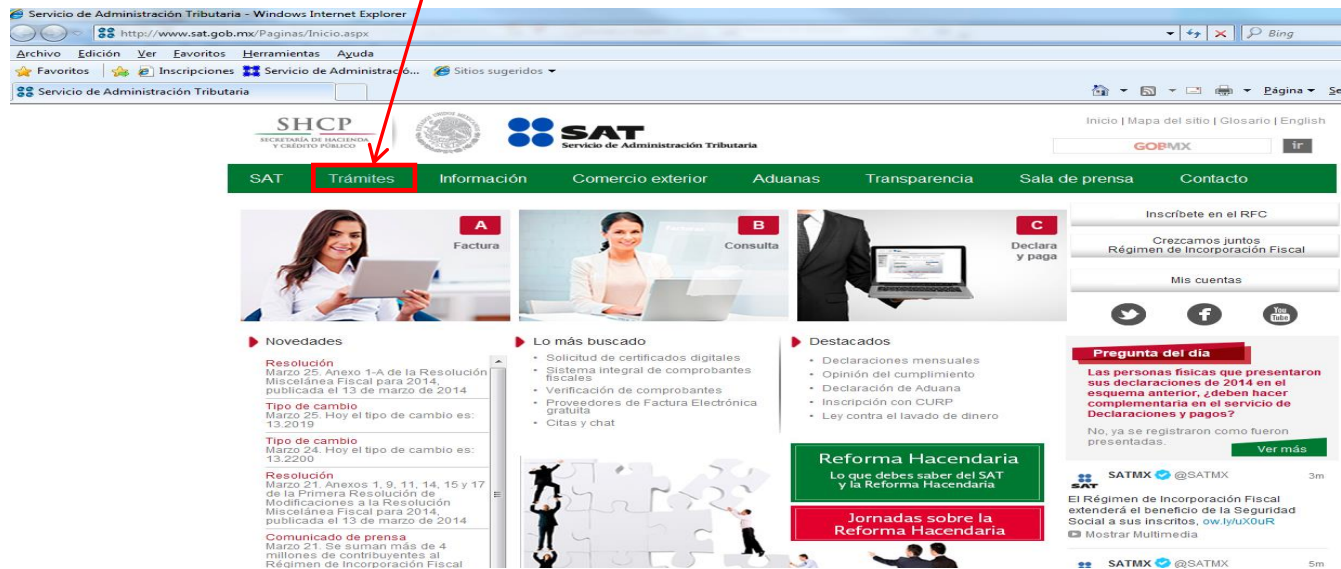 Servicio de Administración Tributaria - Windows Internet Explorer
http://www.sat.gob.mx/Paginas/Inicio.aspx
Bing
Archivo Edición Ver Favoritos Herramientas Ayuda
Favoritos Inscripciones Servicio de Administració... Sitios sugeridos
Servicio de Administración Tributaria
Página Se
SHCP
SECRETARÍA DE HACIENDA
Y CRÉDITO PÚBLICO
SAT
Servicio de Administración Tributaria
Inicio | Mapa del sitio | Glosario | English
GOBMX
ir
SAT Trámites Información Comercio exterior Aduanas Transparencia Sala de prensa Contacto
A
Factura
B
Consulta
C
Declara
y paga
Inscríbete en el RFC
Crezcamos juntos
Régimen de Incorporación Fiscal
Mis cuentas
You
Tube
Novedades
Resolución
Marzo 25. Anexo 1-A de la Resolución
Miscelánea Fiscal para 2014,
publicada el 13 de marzo de 2014
Tipo de cambio
Marzo 25. Hoy el tipo de cambio es:
13.2019
Tipo de cambio
Marzo 24. Hoy el tipo de cambio es:
13.2200
Resolución
Marzo 21. Anexos 1, 9, 11, 14, 15 y 17
de la Primera Resolución de
Modificaciones a la Resolución
Miscelánea Fiscal para 2014,
publicada el 13 de marzo de 2014
Comunicado de prensa
Marzo 21. Se suman más de 4
millones de contribuyentes al
Régimen de Incorporación Fiscal
Lo más buscado
• Solicitud de certificados digitales
• Sistema integral de comprobantes
fiscales
• Verificación de comprobantes
• Proveedores de Factura Electrónica
gratuita
• Citas y chat
Destacados
• Declaraciones mensuales
• Opinión del cumplimiento
• Declaración de Aduana
• Inscripción con CURP
• Ley contra el lavado de dinero
Reforma Hacendaria
Lo que debes saber del SAT
y la Reforma Hacendaria
Jornadas sobre la
Reforma Hacendaria
Pregunta del día
Las personas físicas que presentaron
sus declaraciones de 2014 en el
esquema anterior, ¿deben hacer
complementaria en el servicio de
Declaraciones y pagos?
No, ya se registraron como fueron
presentadas.
Ver más
SAT
SATMX @SATMX 3m
El Régimen de Incorporación Fiscal
extenderá el beneficio de la Seguridad
Social a sus inscritos, ow.ly/uX0uR
Mostrar Multimedia
SATMX @SATMX 5m